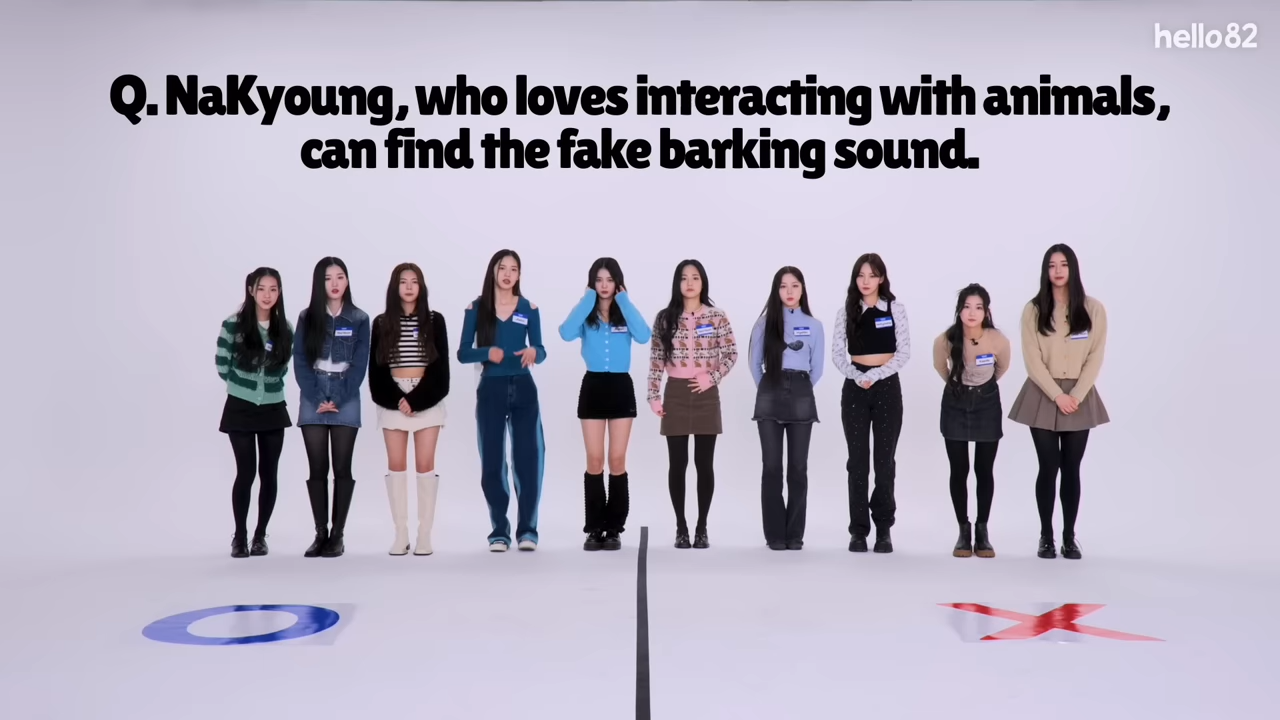 hello82
Q. NaKyoung, who loves interacting with animals,
can find the fake barking sound.
O X